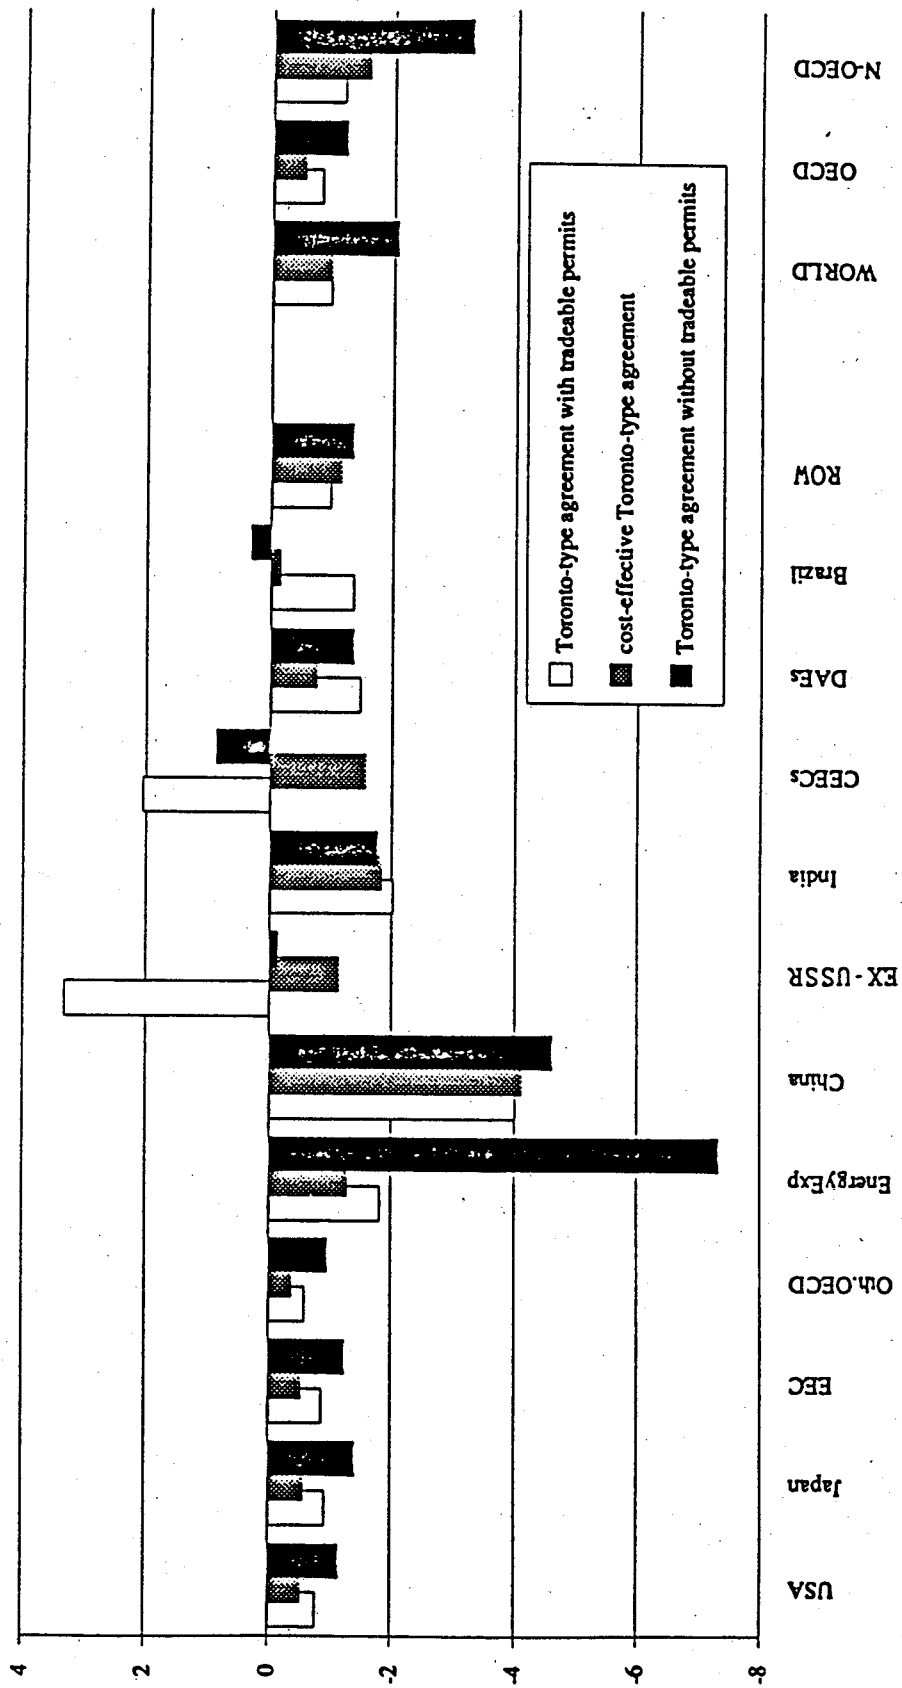 4
2
0
-2
-4
-6
-8
USA
Japan
EEC
Oth.OECD
EnergyExp
China
EX-USSR
India
CEECs
DAEs
Brazil
ROW
WORLD
OECD
N-OECD
Toronto-type agreement with tradeable permits
cost-effective Toronto-type agreement
Toronto-type agreement without tradeable permits